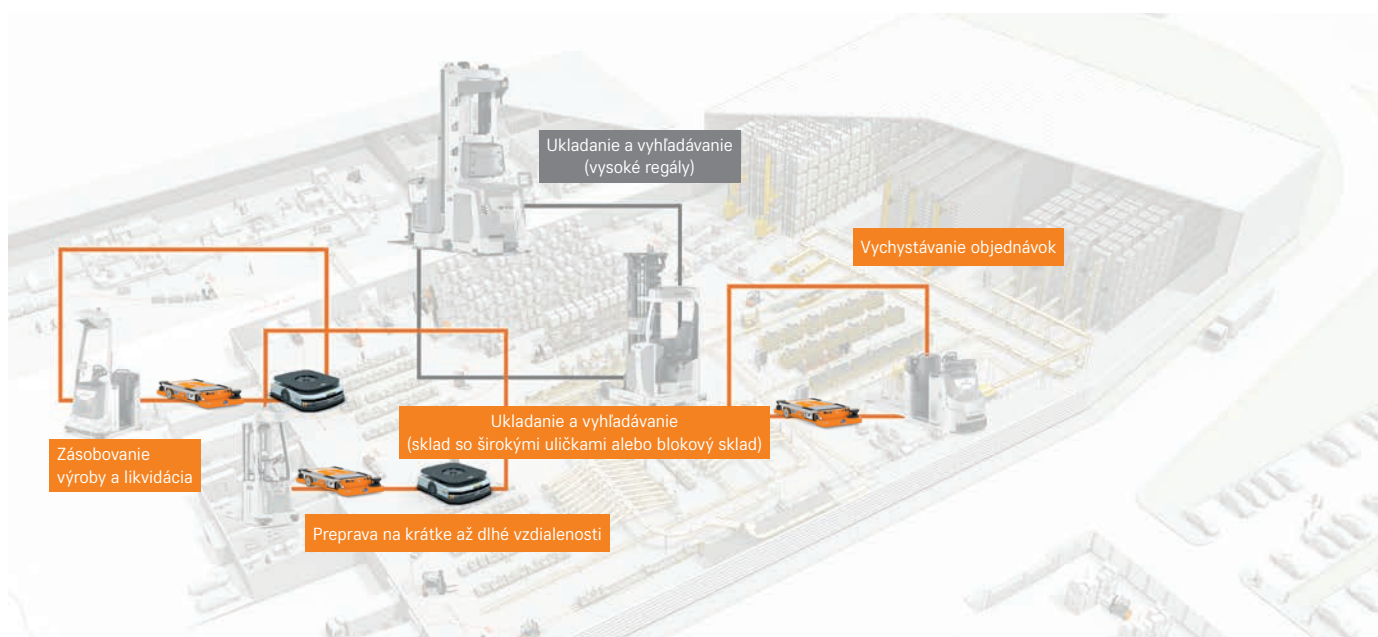 Ukladanie a vyhľadávanie
(vysoké regály)
Vychystávanie objednávok
Ukladanie a vyhľadávanie
(sklad so širokými uličkami alebo blokový sklad)
Zásobovanie
výroby a likvidácia
Preprava na krátke až dlhé vzdialenosti